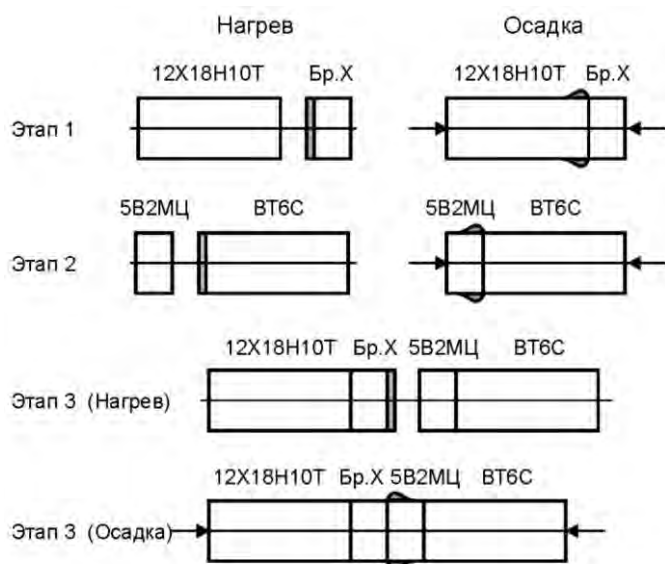 Нагрев Осадка
12Х18Н10Т Бр.Х 12Х18Н10Т Бр.Х
Этап 1
5В2МЦ ВТ6С 5В2МЦ ВТ6С
Этап 2
12Х18Н10Т Бр.Х 5В2МЦ ВТ6С
Этап 3 (Нагрев)
12Х18Н10Т Бр.Х 5В2МЦ ВТ6С
Этап 3 (Осадка)